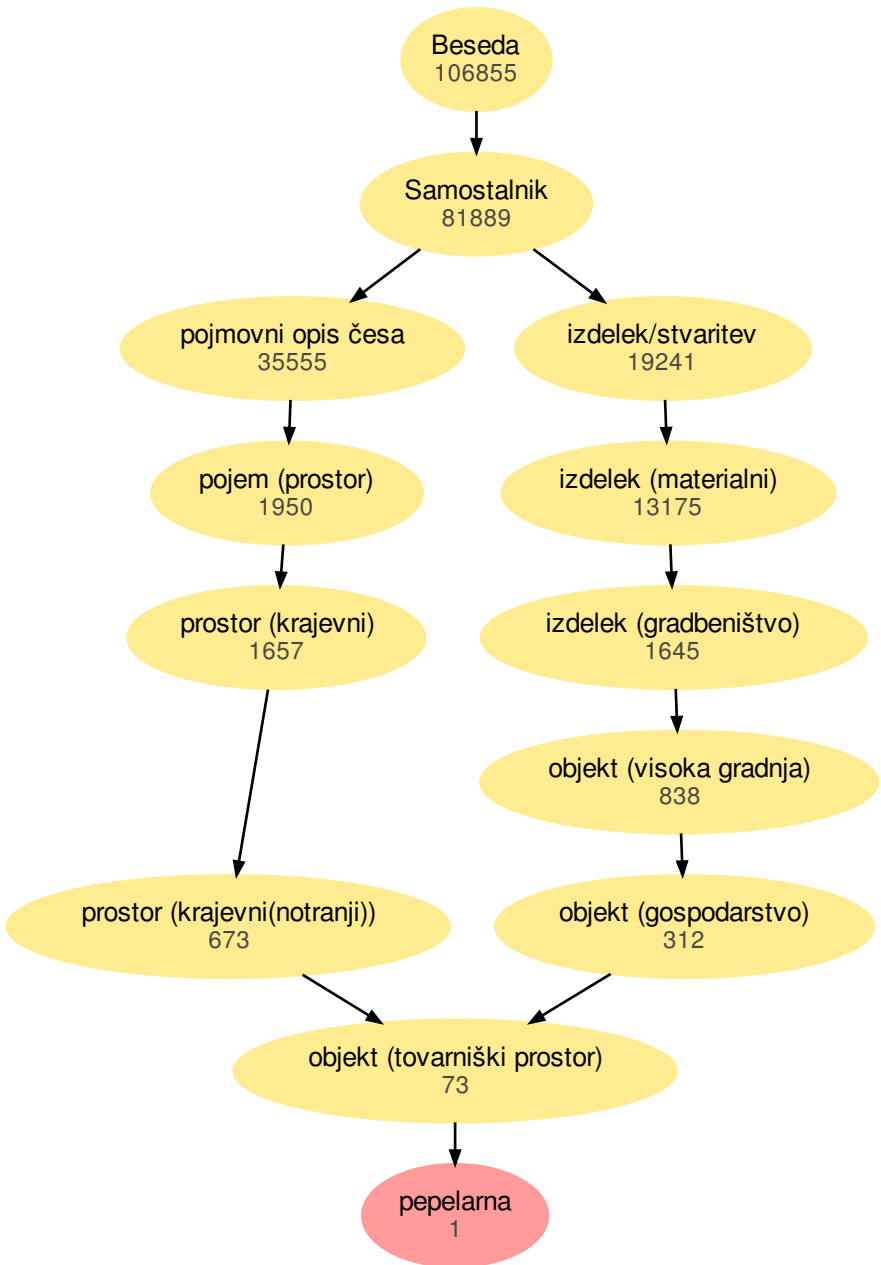 Beseda
106855
Samostalnik
81889
pojmovni opis česa
35555
izdelek/stvaritev
19241
pojem (prostor)
1950
izdelek (materialni)
13175
prostor (krajevni)
1657
izdelek (gradbeništvo)
1645
objekt (visoka gradnja)
838
prostor (krajevni(notranji))
673
objekt (gospodarstvo)
312
objekt (tovarniški prostor)
73
pepelarna
1